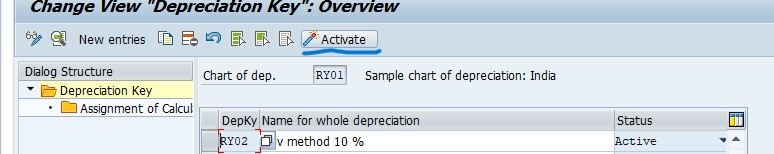 Change View "Depreciation Key": Overview
New entries Activate
Dialog Structure
Depreciation Key
Assignment of Calcul
Chart of dep. RY01 Sample chart of depreciation: India
DepKy Name for whole depreciation Status
RY02 v method 10 % Active